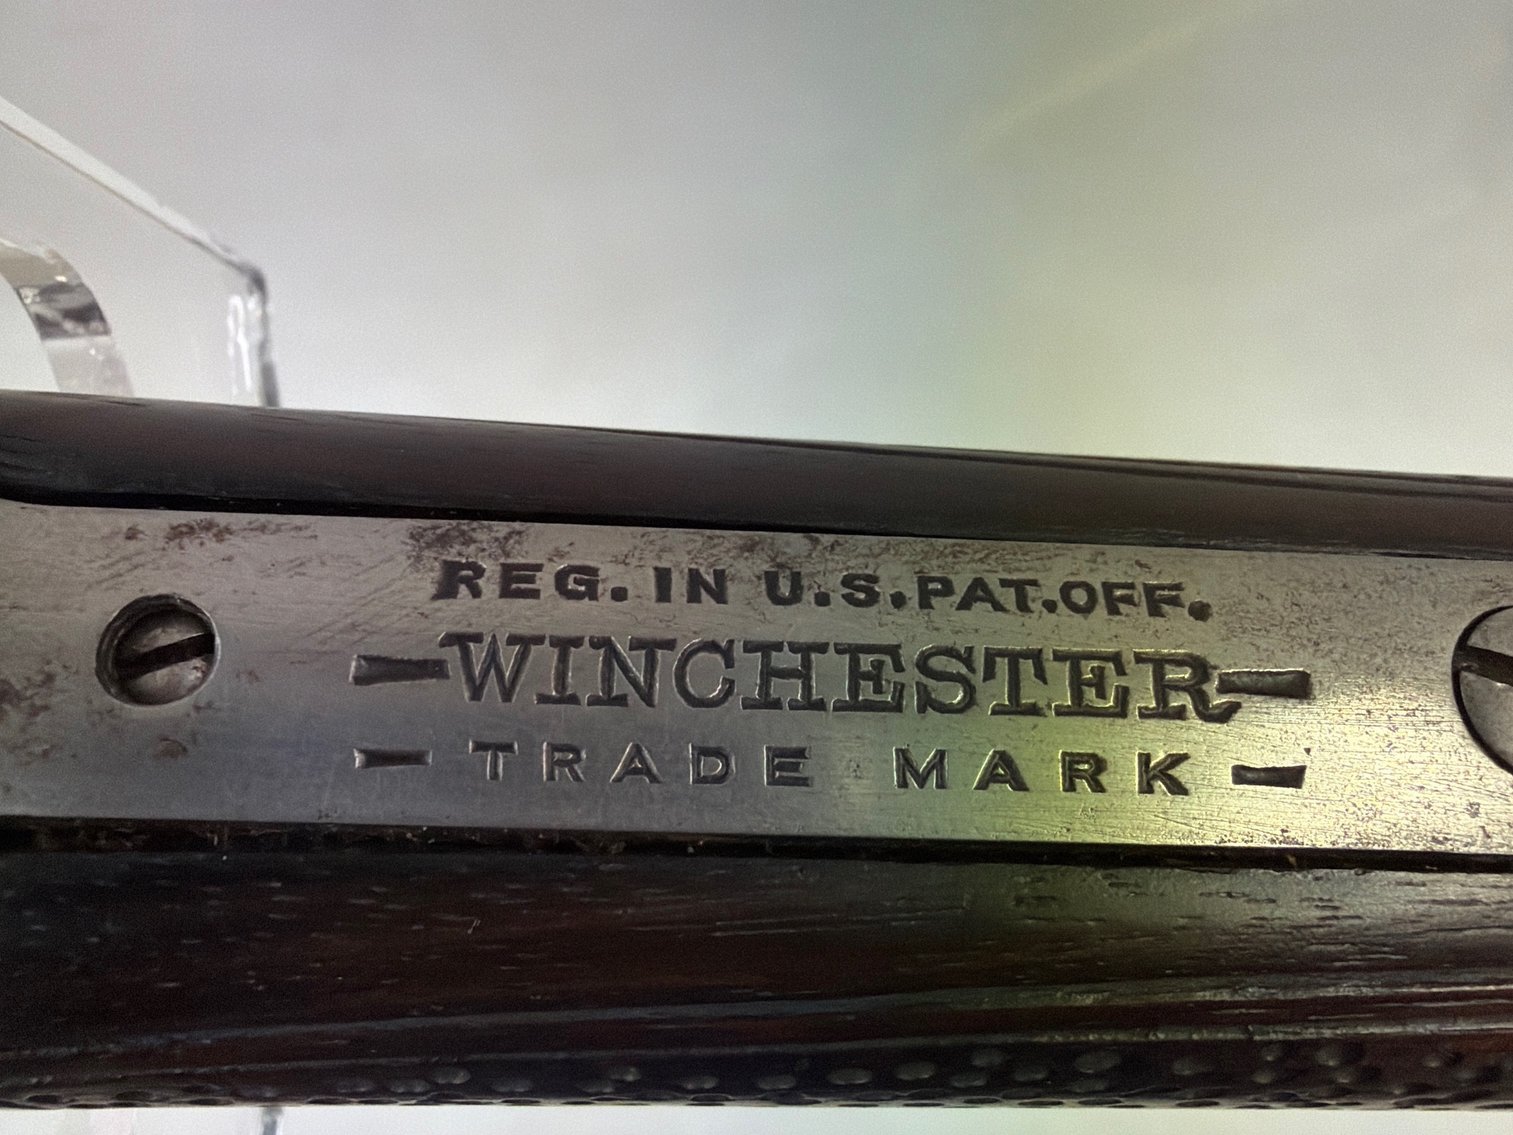 REG. IN U.S. PAT. OFF.
—WINCHESTER—
— TRADE MARK —